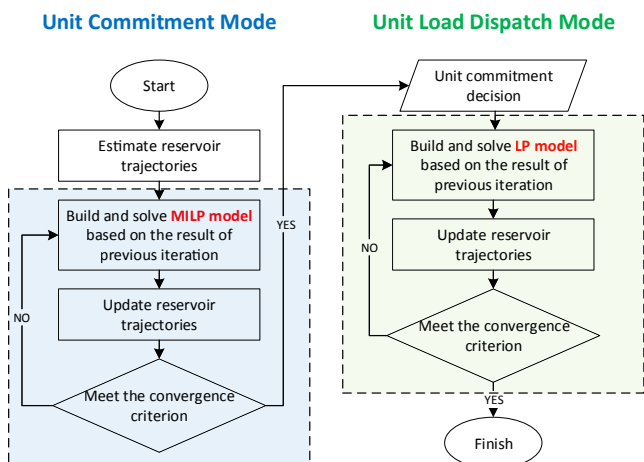 Unit Commitment Mode
Start
Estimate reservoir
trajectories
Build and solve MILP model
based on the result of
previous iteration
Update reservoir
trajectories
Meet the convergence
criterion
NO
YES
Unit Load Dispatch Mode
Unit commitment
decision
Build and solve LP model
based on the result of
previous iteration
Update reservoir
trajectories
Meet the convergence
criterion
NO
YES
Finish